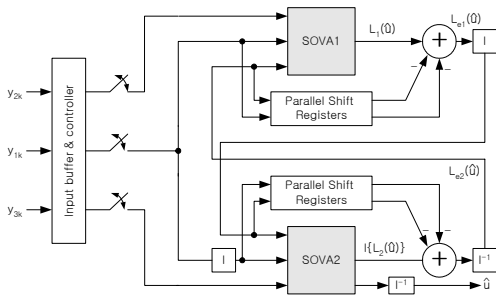 SOVA1
L₁(û)
Lₑ₁(û)
+
I
−
−
Parallel Shift
Registers
y₂ₖ
y₁ₖ
y₃ₖ
Input buffer & controller
Lₑ₂(û)
Parallel Shift
Registers
−
−
I
SOVA2
I{L₂(û)}
+
I⁻¹
I⁻¹
û